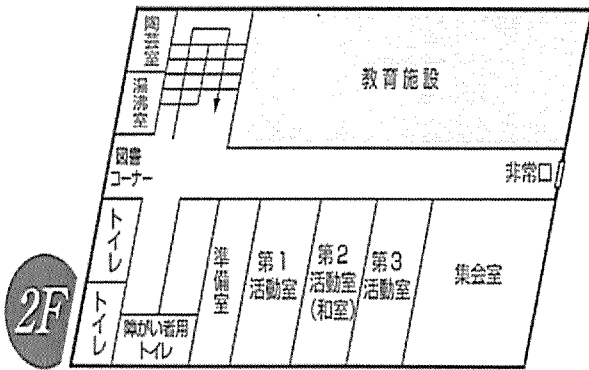 陶芸室
湯沸室
教育施設
図書
コーナー
非常口
トイレ
トイレ
障がい者用
トイレ
準備室
第1
活動室
第2
活動室
(和室)
第3
活動室
集会室
2F